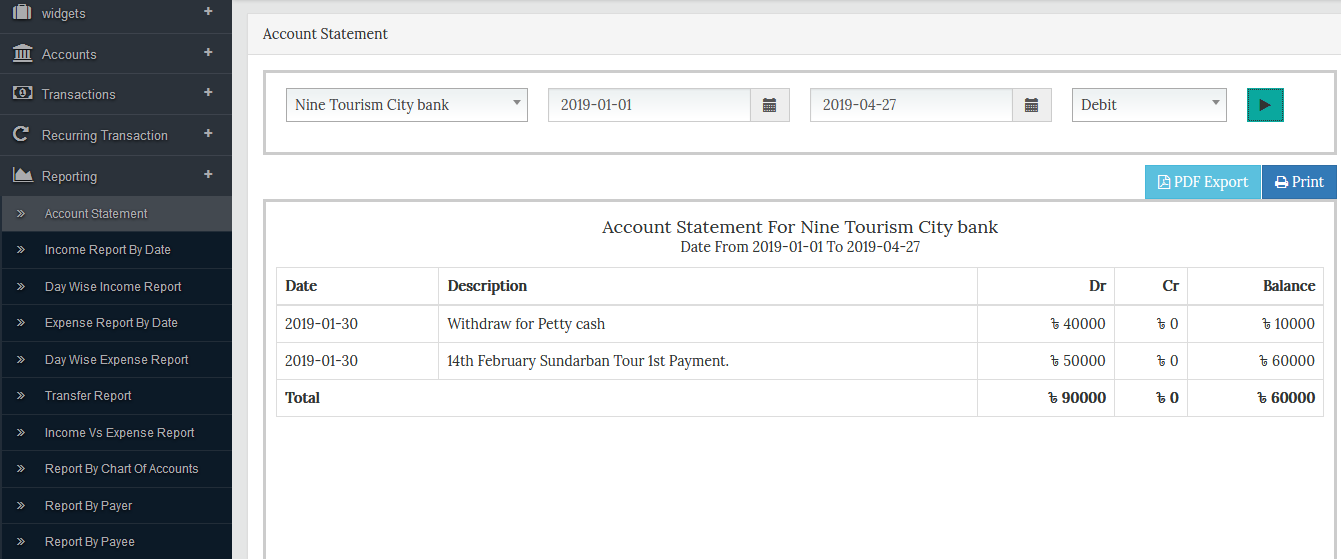 widgets +
Accounts +
Transactions +
Recurring Transaction +
Reporting +
» Account Statement
» Income Report By Date
» Day Wise Income Report
» Expense Report By Date
» Day Wise Expense Report
» Transfer Report
» Income Vs Expense Report
» Report By Chart Of Accounts
» Report By Payer
» Report By Payee
Account Statement
Nine Tourism City bank 2019-01-01 2019-04-27 Debit
PDF Export Print
Account Statement For Nine Tourism City bank
Date From 2019-01-01 To 2019-04-27
Date Description Dr Cr Balance
2019-01-30 Withdraw for Petty cash ৳ 40000 ৳ 0 ৳ 10000
2019-01-30 14th February Sundarban Tour 1st Payment. ৳ 50000 ৳ 0 ৳ 60000
Total ৳ 90000 ৳ 0 ৳ 60000